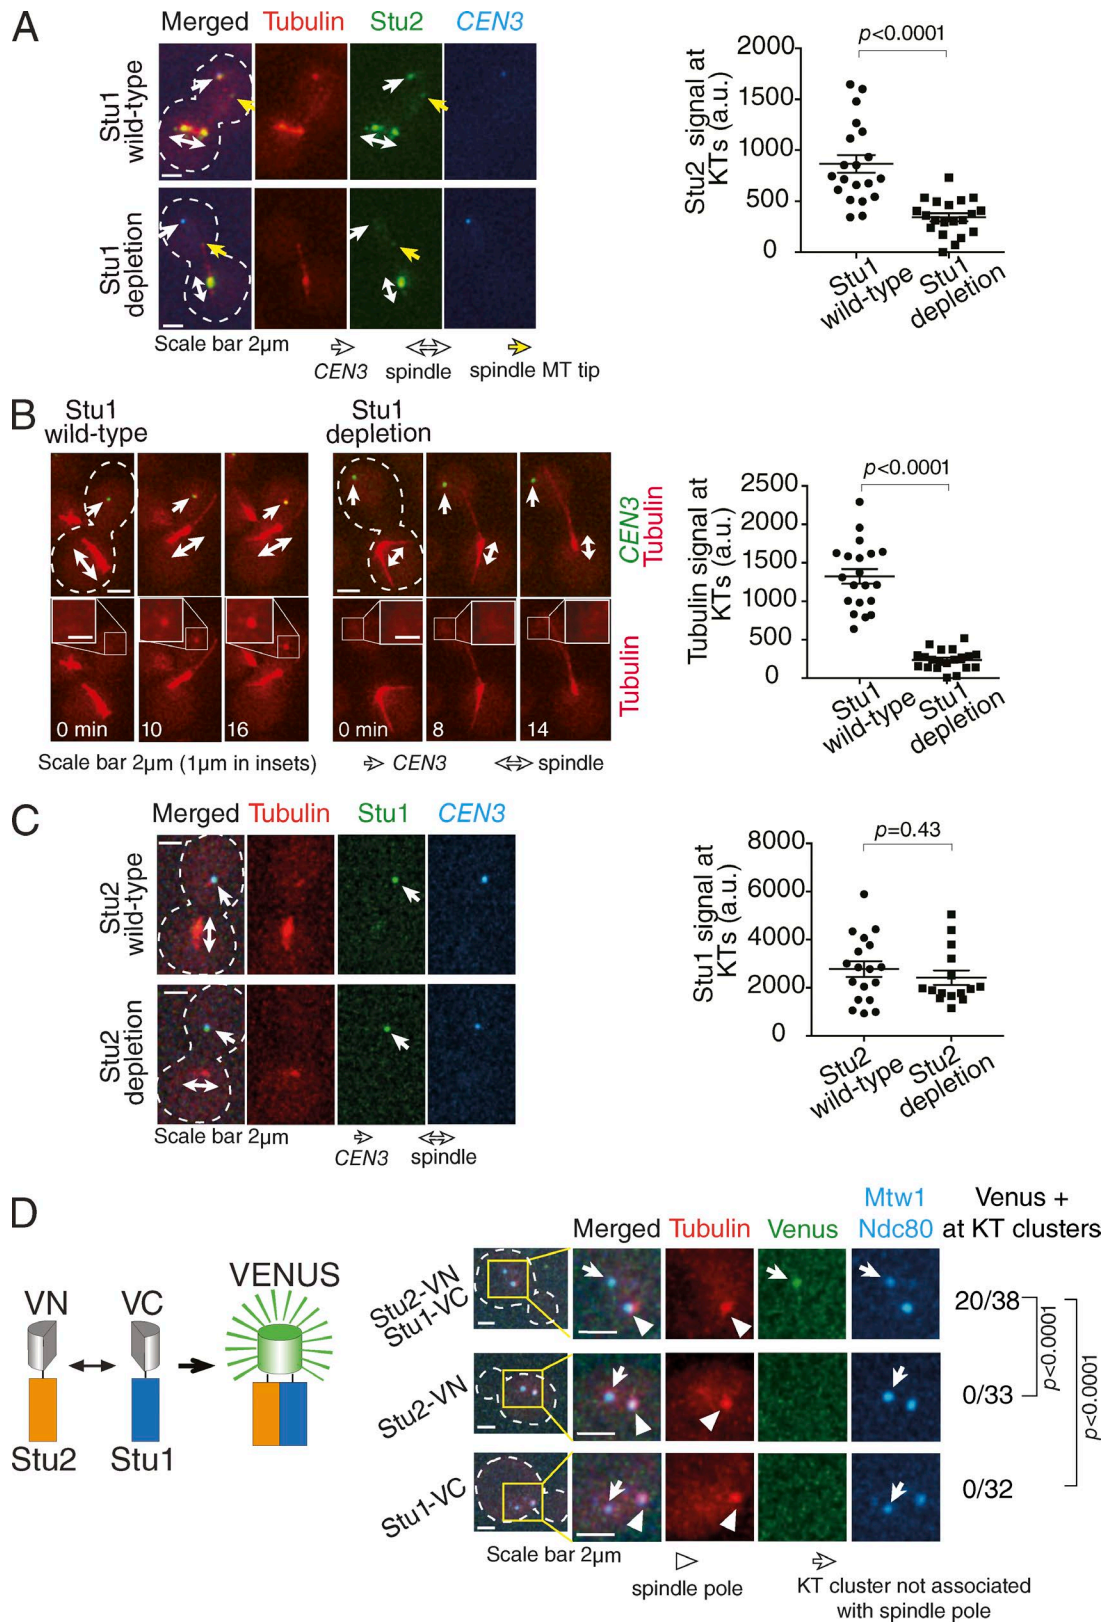 A
Merged Tubulin Stu2 CEN3
Stu1
wild-type
Stu1
depletion
Scale bar 2μm
CEN3 spindle spindle MT tip
Stu2 signal at
KTs (a.u.)
2000
1500
1000
500
0
p<0.0001
Stu1
wild-type
Stu1
depletion
B
Stu1
wild-type
Stu1
depletion
CEN3
Tubulin
Tubulin
0 min 10 16 0 min 8 14
Scale bar 2μm (1μm in insets) CEN3 spindle
Tubulin signal at
KTs (a.u.)
2500
2000
1500
1000
500
0
p<0.0001
Stu1
wild-type
Stu1
depletion
C
Merged Tubulin Stu1 CEN3
Stu2
wild-type
Stu2
depletion
Scale bar 2μm
CEN3 spindle
Stu1 signal at
KTs (a.u.)
8000
6000
4000
2000
0
p=0.43
Stu2
wild-type
Stu2
depletion
D
VN VC VENUS
Stu2 Stu1
Merged Tubulin Venus Mtw1
Ndc80
Venus +
at KT clusters
Stu2-VN
Stu1-VC
20/38
Stu2-VN
0/33
Stu1-VC
0/32
p<0.0001
p<0.0001
Scale bar 2μm
spindle pole
KT cluster not associated
with spindle pole